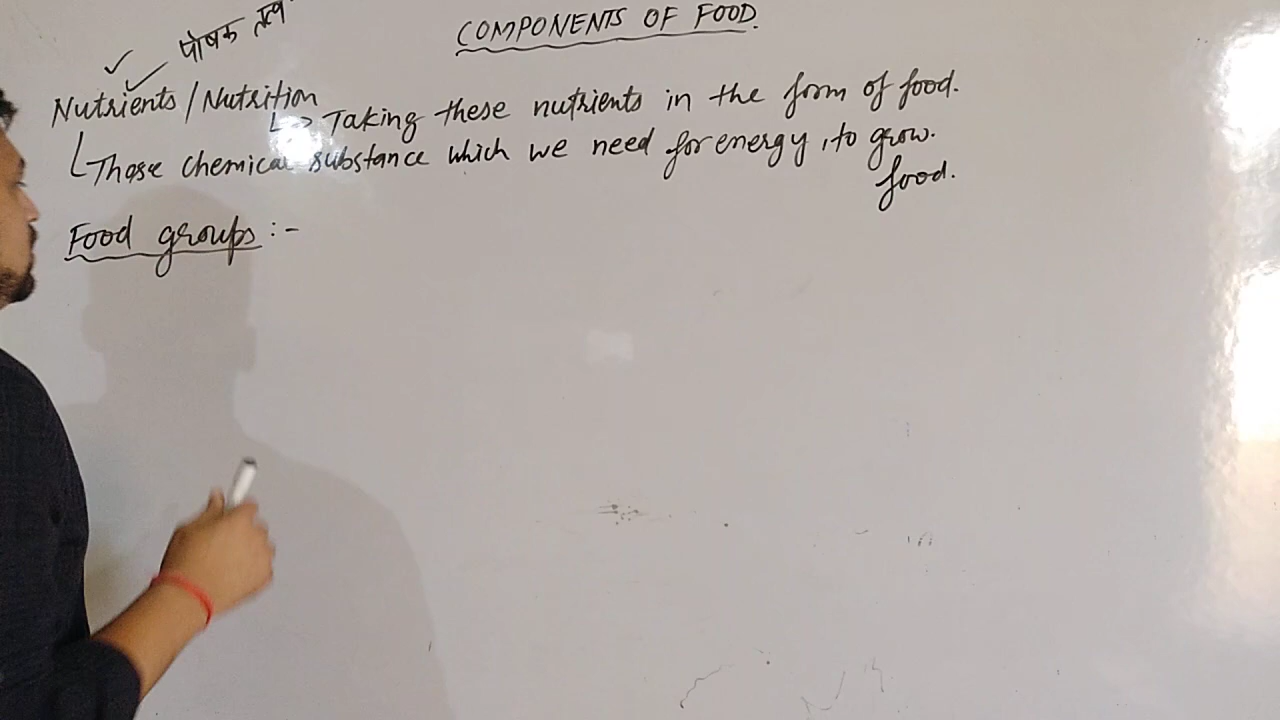 COMPONENTS OF FOOD.
पोषक तत्व
Nutrients / Nutrition
↳ Taking these nutrients in the form of food.
Those chemical substance which we need for energy, to grow.
food.
Food groups :-